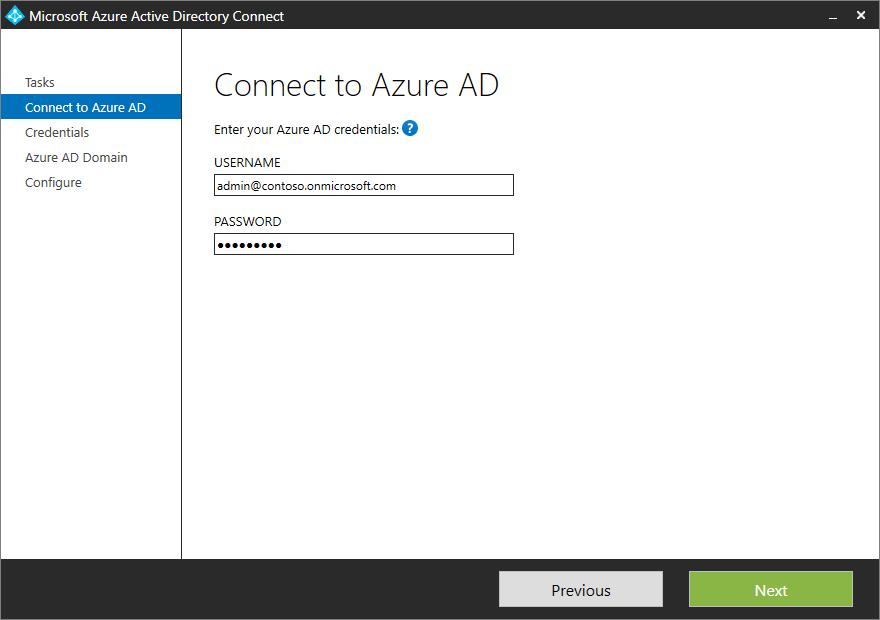 Microsoft Azure Active Directory Connect
Tasks
Connect to Azure AD
Credentials
Azure AD Domain
Configure
Connect to Azure AD
Enter your Azure AD credentials: ?
USERNAME
admin@contoso.onmicrosoft.com
PASSWORD
●●●●●●●●●
Previous
Next